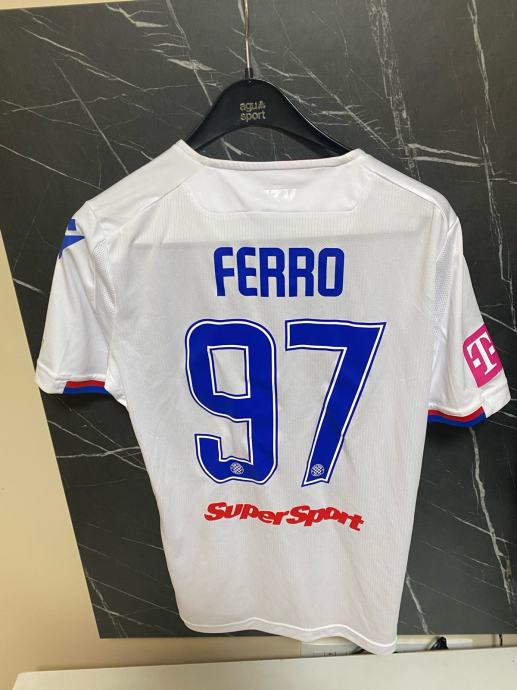 agu
sport
FERRO
97
T
SuperSport